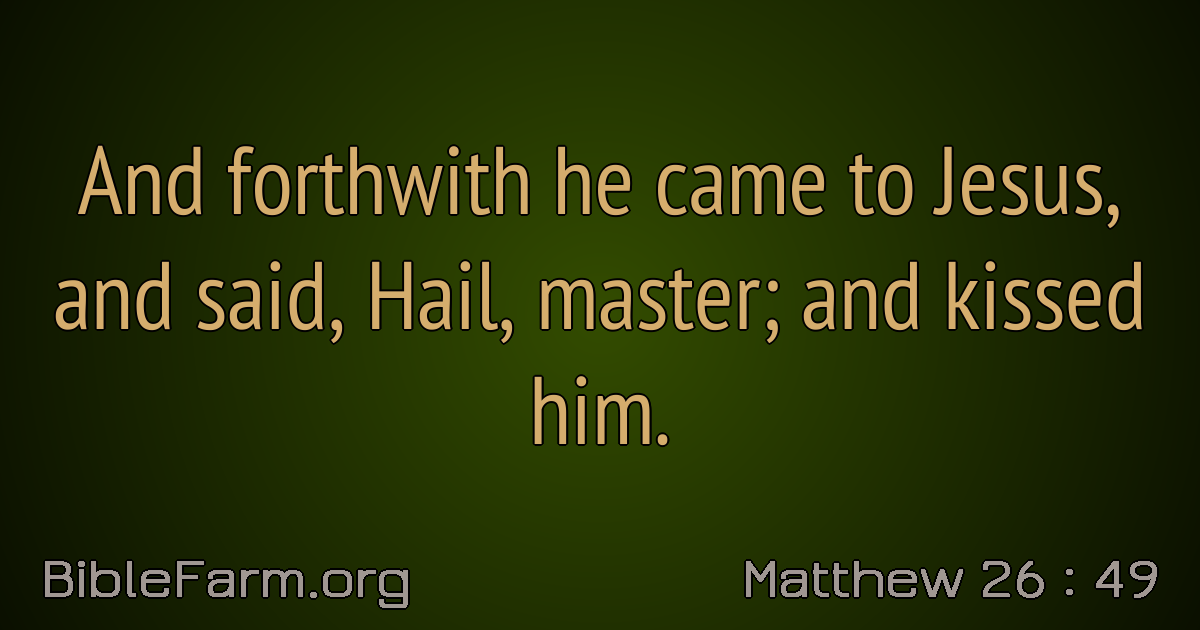 And forthwith he came to Jesus,
and said, Hail, master; and kissed
him.
BibleFarm.org
Matthew 26 : 49